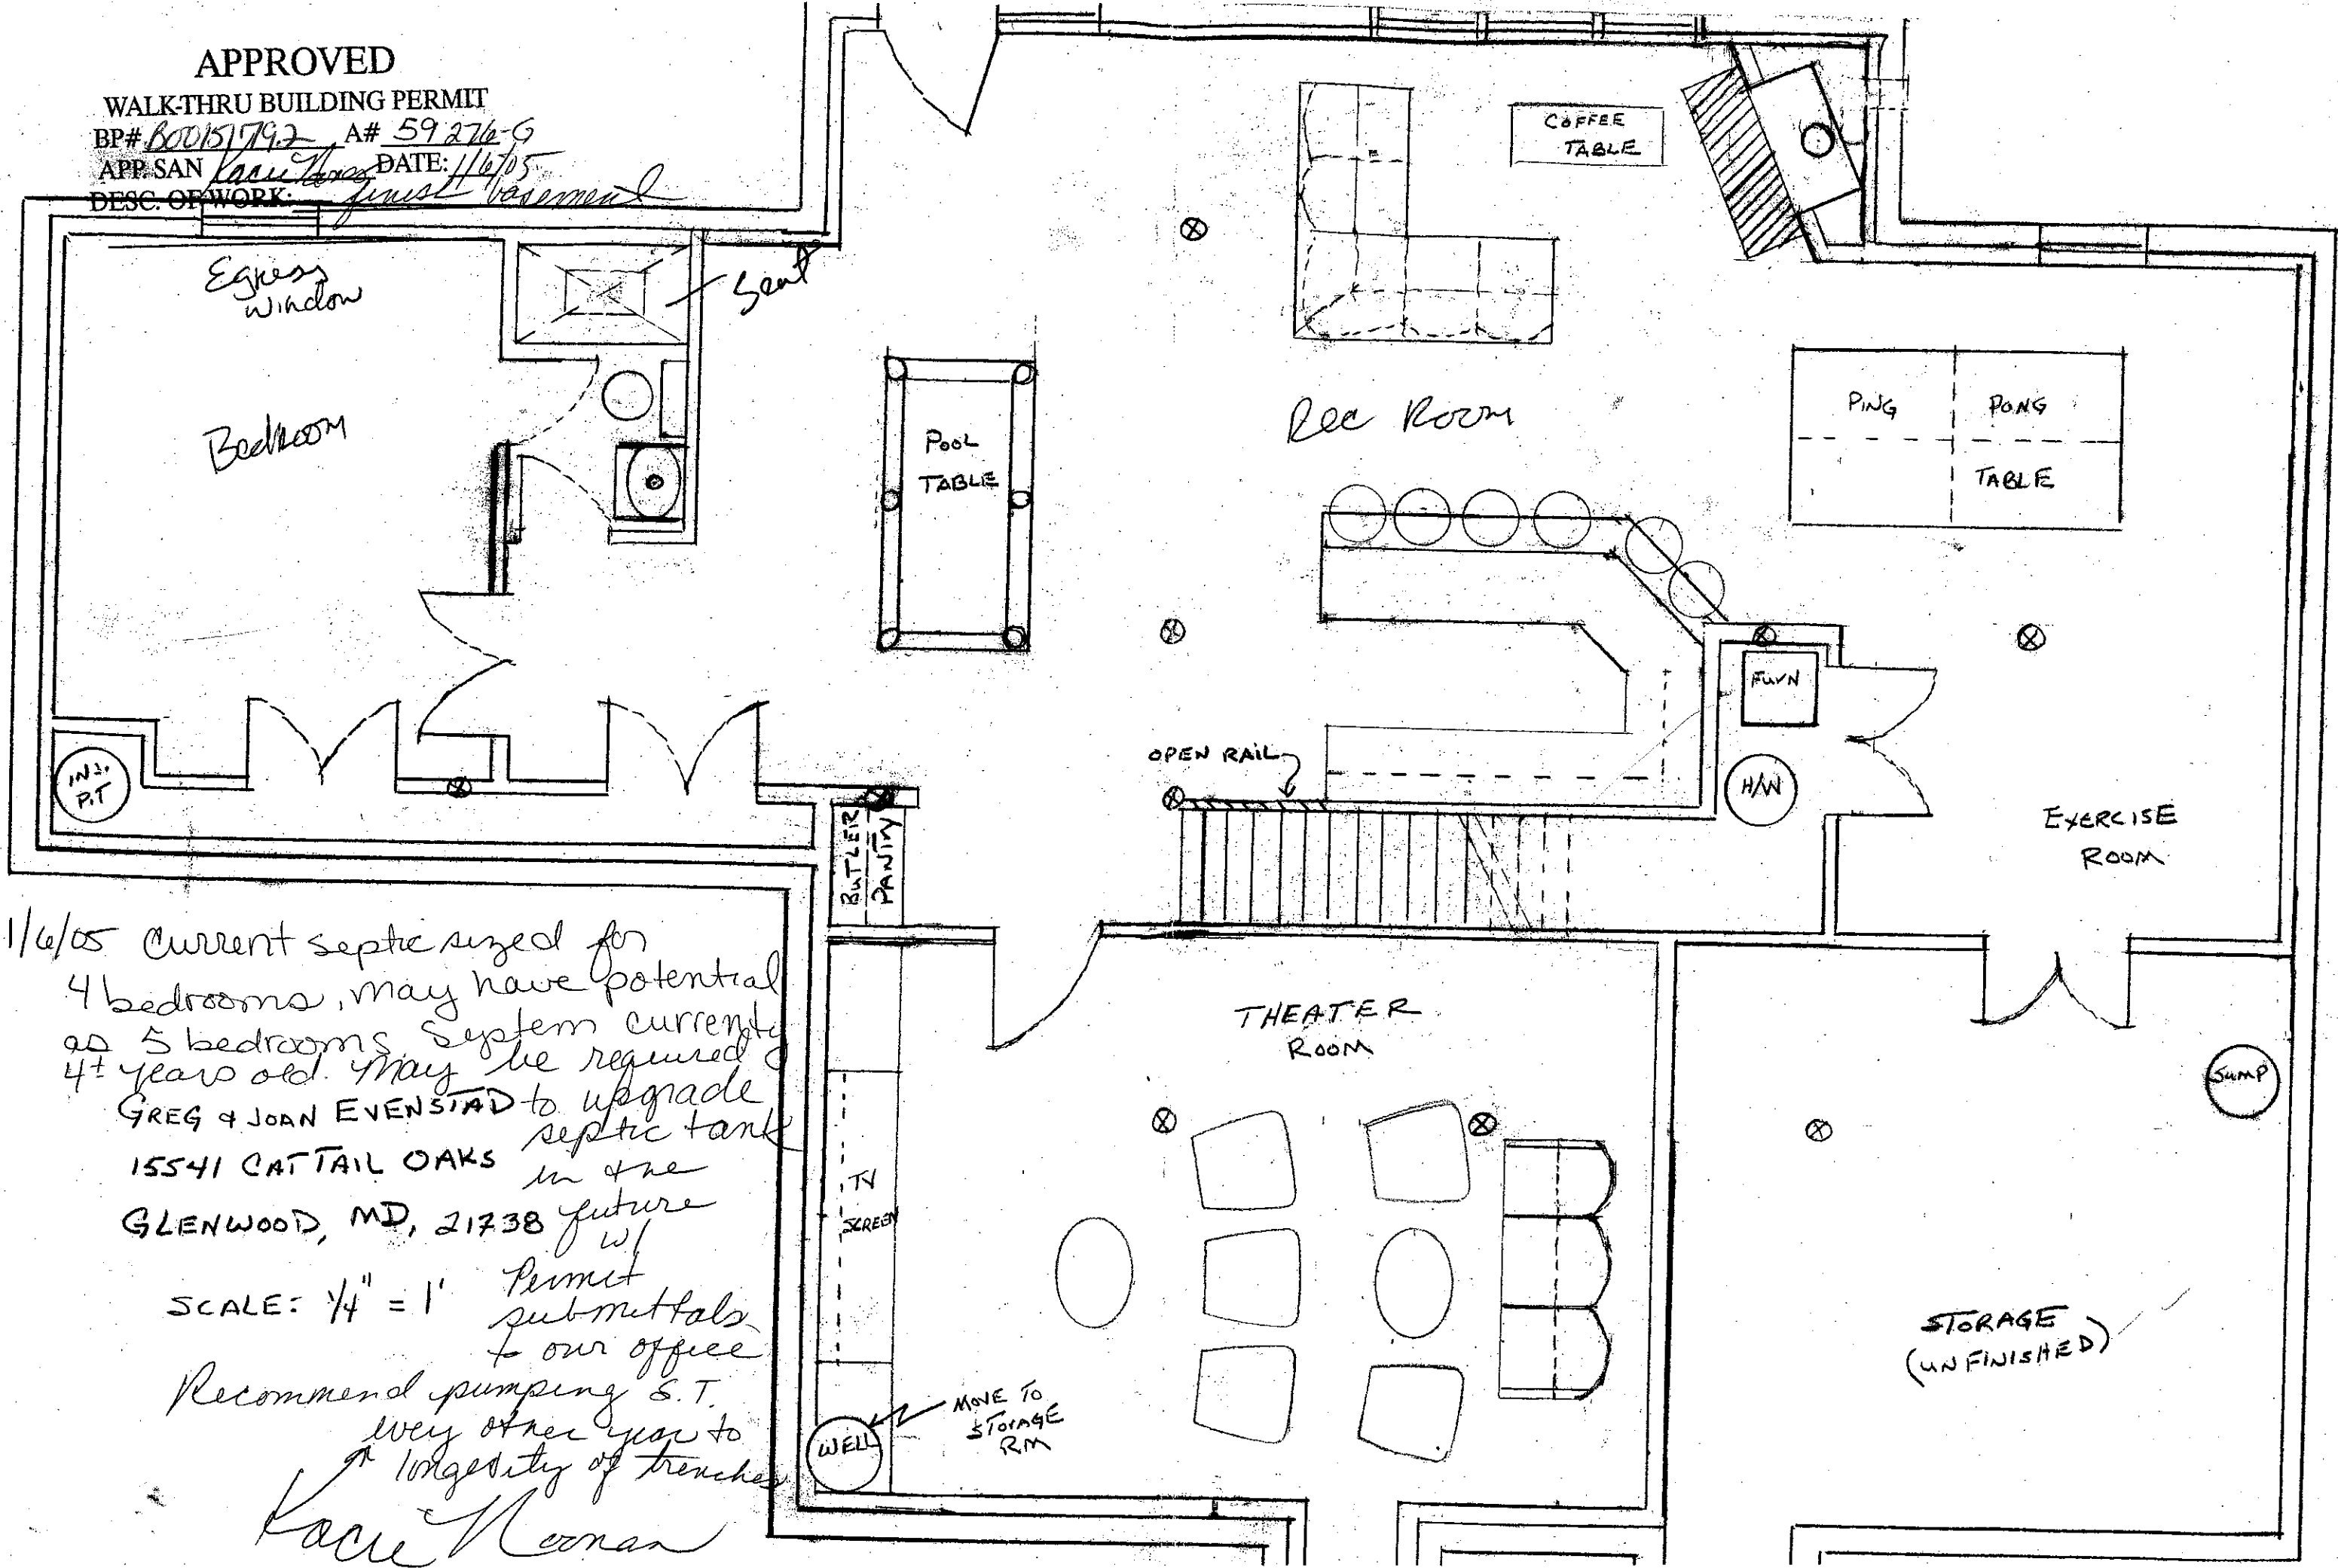 APPROVED
WALK-THRU BUILDING PERMIT
BP# B00151792 A# 59276-G
APP. SAN Kacie Noonan DATE: 1/6/05
DESC. OF WORK: finish basement
Egress
Window
Seat
Bedroom
COFFEE
TABLE
POOL
TABLE
Rec Room
PING PONG
TABLE
FURN
H/W
OPEN RAIL
INJ.
PIT
BUTLER
PANTRY
EXERCISE
ROOM
THEATER
ROOM
SUMP
TV
SCREEN
WELL
MOVE TO
STORAGE
RM
STORAGE
(UNFINISHED)
1/6/05 Current septic sized for
4 bedrooms, may have potential
as 5 bedrooms. System currently
4± years old. May be required
to upgrade
septic tank
in the
future
w/
Permit
submittals
to our office
GREG & JOAN EVENSTAD
15541 CATTAIL OAKS
GLENWOOD, MD, 21738
SCALE: 1/4" = 1'
Recommend pumping S.T.
every other year to
longevity of trenches
Kacie Noonan